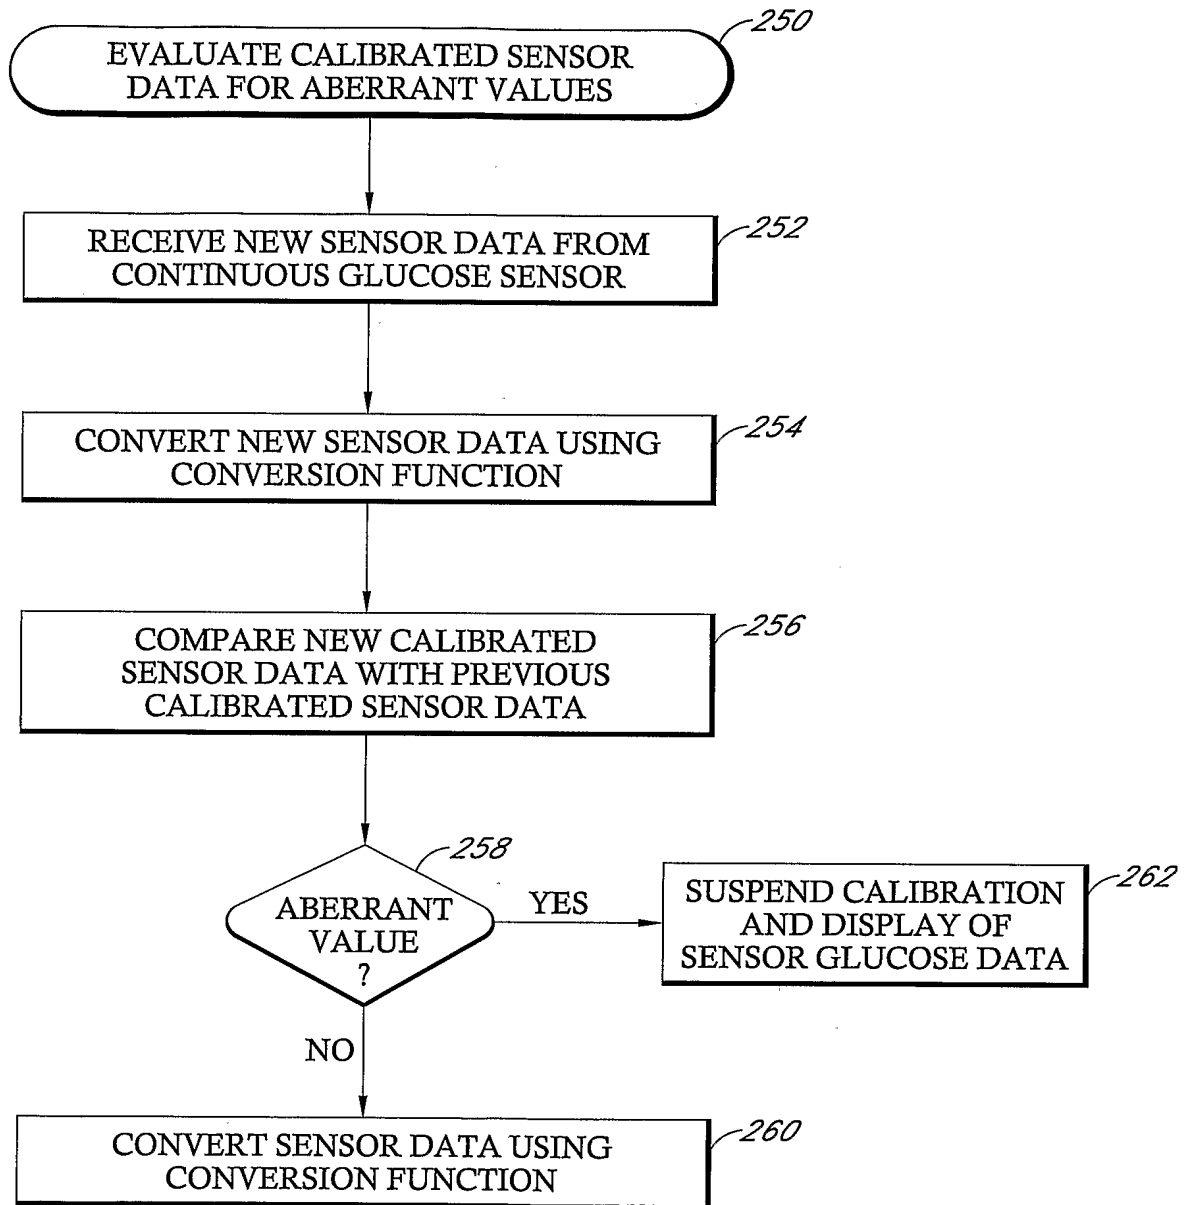 250
EVALUATE CALIBRATED SENSOR
DATA FOR ABERRANT VALUES
252
RECEIVE NEW SENSOR DATA FROM
CONTINUOUS GLUCOSE SENSOR
254
CONVERT NEW SENSOR DATA USING
CONVERSION FUNCTION
256
COMPARE NEW CALIBRATED
SENSOR DATA WITH PREVIOUS
CALIBRATED SENSOR DATA
258
ABERRANT
VALUE
?
YES
262
SUSPEND CALIBRATION
AND DISPLAY OF
SENSOR GLUCOSE DATA
NO
260
CONVERT SENSOR DATA USING
CONVERSION FUNCTION